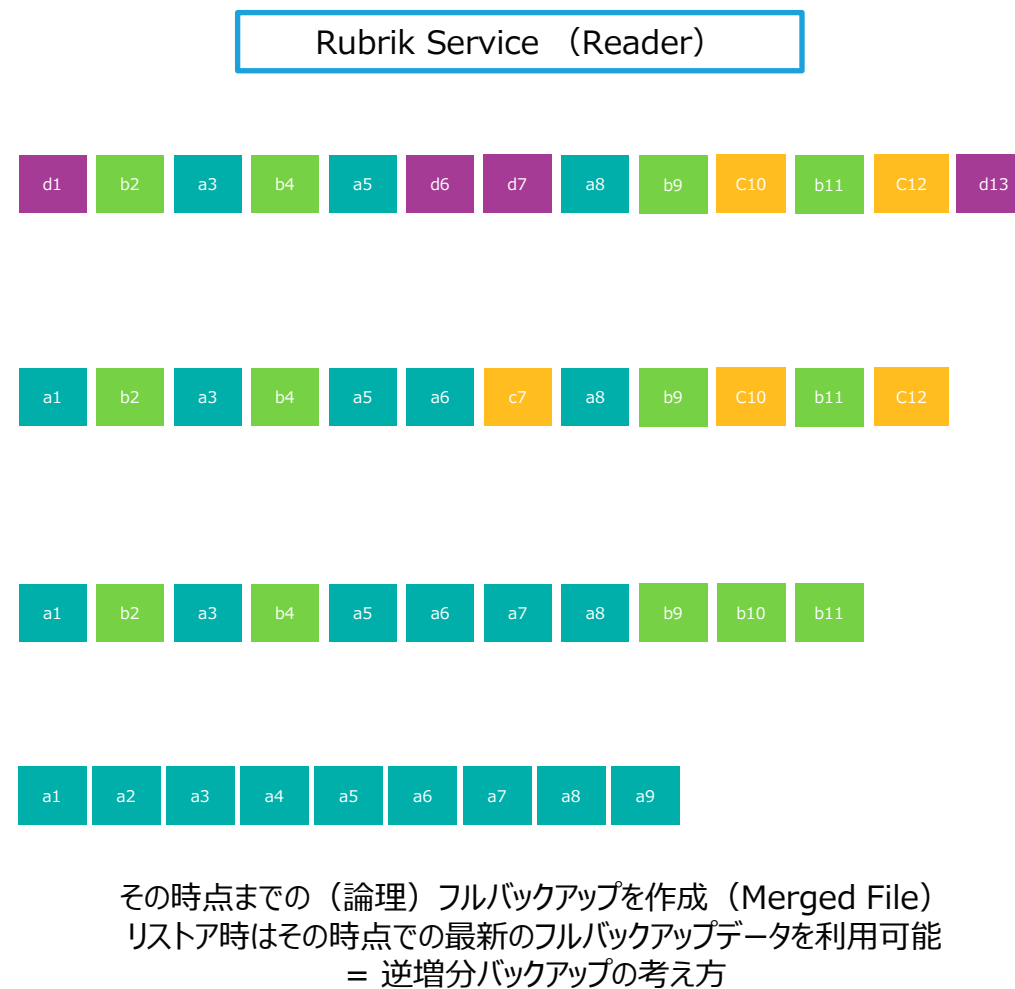 Rubrik Service （Reader）
d1 b2 a3 b4 a5 d6 d7 a8 b9 C10 b11 C12 d13
a1 b2 a3 b4 a5 a6 c7 a8 b9 C10 b11 C12
a1 b2 a3 b4 a5 a6 a7 a8 b9 b10 b11
a1 a2 a3 a4 a5 a6 a7 a8 a9
その時点までの（論理）フルバックアップを作成（Merged File）
リストア時はその時点での最新のフルバックアップデータを利用可能
= 逆増分バックアップの考え方